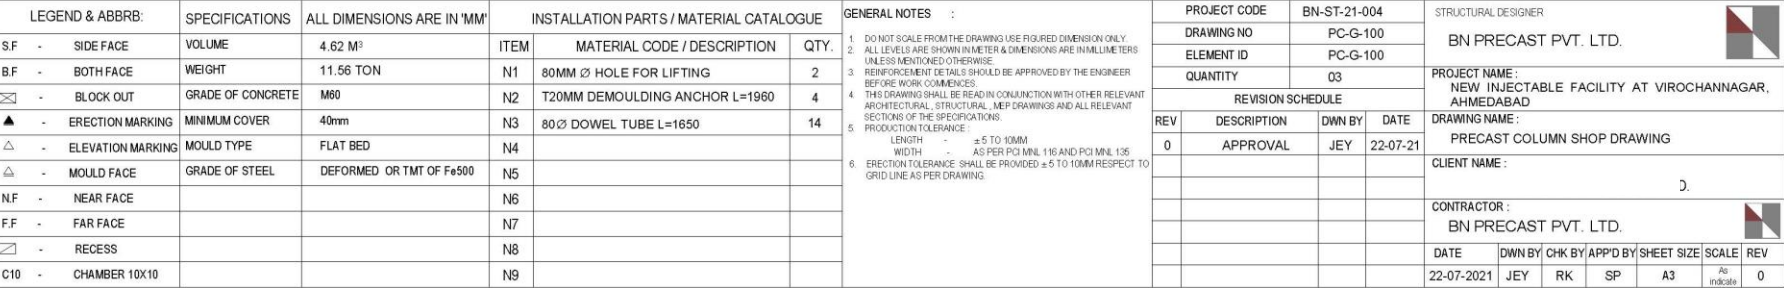 LEGEND & ABBRB:
S.F - SIDE FACE
B.F - BOTH FACE
- BLOCK OUT
- ERECTION MARKING
- ELEVATION MARKING
- MOULD FACE
N.F - NEAR FACE
F.F - FAR FACE
- RECESS
C10 - CHAMBER 10X10
SPECIFICATIONS ALL DIMENSIONS ARE IN 'MM'
VOLUME 4.62 M³
WEIGHT 11.56 TON
GRADE OF CONCRETE M60
MINIMUM COVER 40mm
MOULD TYPE FLAT BED
GRADE OF STEEL DEFORMED OR TMT OF Fe500
INSTALLATION PARTS / MATERIAL CATALOGUE
ITEM MATERIAL CODE / DESCRIPTION QTY.
N1 80MM Ø HOLE FOR LIFTING 2
N2 T20MM DEMOULDING ANCHOR L=1960 4
N3 80Ø DOWEL TUBE L=1650 14
N4
N5
N6
N7
N8
N9
GENERAL NOTES :
1. DO NOT SCALE FROM THE DRAWING USE FIGURED DIMENSION ONLY.
2. ALL LEVELS ARE SHOWN IN METER & DIMENSIONS ARE IN MILLIMETERS
UNLESS MENTIONED OTHERWISE.
3. REINFORCEMENT DETAILS SHOULD BE APPROVED BY THE ENGINEER
BEFORE WORK COMMENCES.
4. THIS DRAWING SHALL BE READ IN CONJUNCTION WITH OTHER RELEVANT
ARCHITECTURAL, STRUCTURAL, MEP DRAWINGS AND ALL RELEVANT
SECTIONS OF THE SPECIFICATIONS.
5. PRODUCTION TOLERANCE :
LENGTH - ± 5 TO 10MM
WIDTH - AS PER PCI MNL 116 AND PCI MNL 135
6. ERECTION TOLERANCE SHALL BE PROVIDED ± 5 TO 10MM RESPECT TO
GRID LINE AS PER DRAWING.
PROJECT CODE BN-ST-21-004
DRAWING NO PC-G-100
ELEMENT ID PC-G-100
QUANTITY 03
REVISION SCHEDULE
REV DESCRIPTION DWN BY DATE
0 APPROVAL JEY 22-07-21
STRUCTURAL DESIGNER
BN PRECAST PVT. LTD.
PROJECT NAME :
NEW INJECTABLE FACILITY AT VIROCHANNAGAR,
AHMEDABAD
DRAWING NAME :
PRECAST COLUMN SHOP DRAWING
CLIENT NAME :
CONTRACTOR :
BN PRECAST PVT. LTD.
DATE DWN BY CHK BY APP'D BY SHEET SIZE SCALE REV
22-07-2021 JEY RK SP A3 As indicate 0